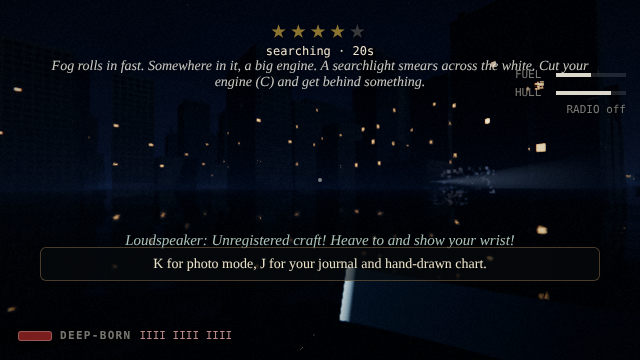 searching · 20s
Fog rolls in fast. Somewhere in it, a big engine. A searchlight smears across the white. Cut your
engine (C) and get behind something.
FUEL
HULL
RADIO off
Loudspeaker: Unregistered craft! Heave to and show your wrist!
K for photo mode, J for your journal and hand-drawn chart.
DEEP-BORN IIII IIII IIII